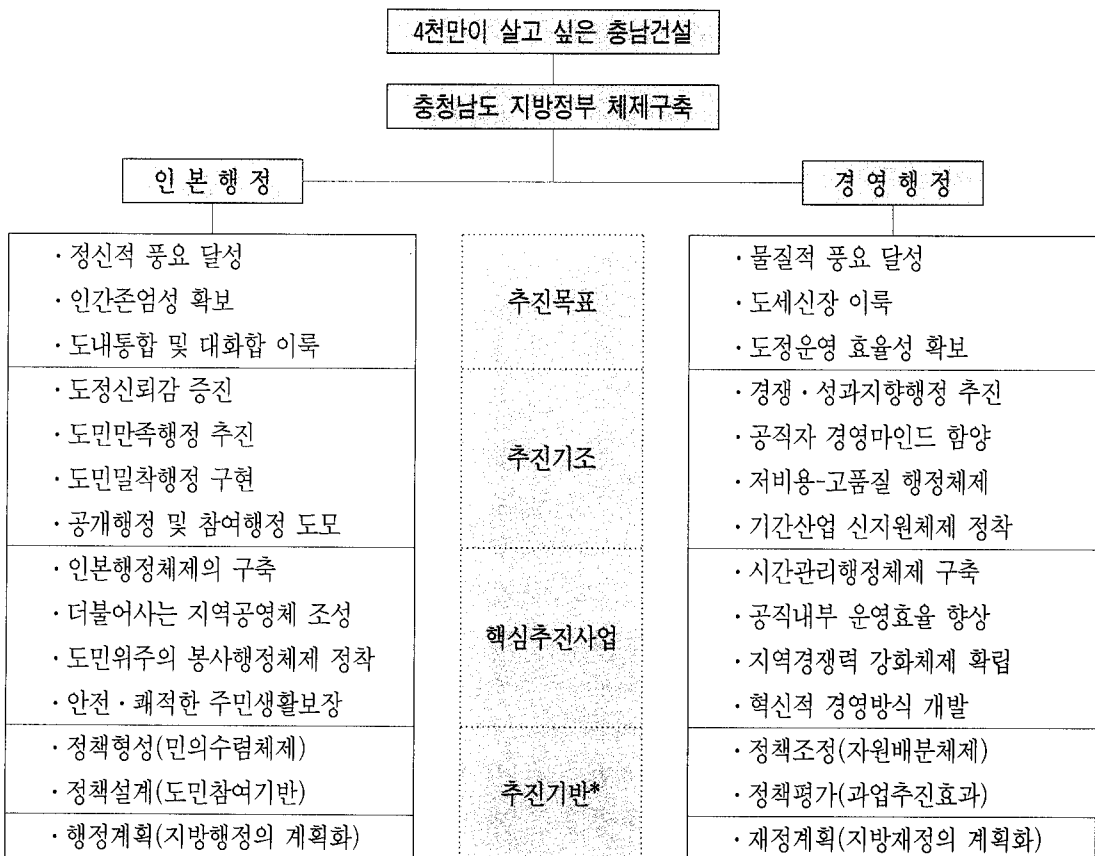 4천만이 살고 싶은 충남건설
충청남도 지방정부 체제구축
인 본 행 정
경 영 행 정
· 정신적 풍요 달성
· 인간존엄성 확보
· 도내통합 및 대화합 이룩
추진목표
· 물질적 풍요 달성
· 도세신장 이룩
· 도정운영 효율성 확보
· 도정신뢰감 증진
· 도민만족행정 추진
· 도민밀착행정 구현
· 공개행정 및 참여행정 도모
추진기조
· 경쟁 · 성과지향행정 추진
· 공직자 경영마인드 함양
· 저비용-고품질 행정체제
· 기간산업 신지원체제 정착
· 인본행정체제의 구축
· 더불어사는 지역공영체 조성
· 도민위주의 봉사행정체제 정착
· 안전 · 쾌적한 주민생활보장
핵심추진사업
· 시간관리행정체제 구축
· 공직내부 운영효율 향상
· 지역경쟁력 강화체제 확립
· 혁신적 경영방식 개발
· 정책형성(민의수렴체제)
· 정책설계(도민참여기반)
· 행정계획(지방행정의 계획화)
추진기반*
· 정책조정(자원배분체제)
· 정책평가(과업추진효과)
· 재정계획(지방재정의 계획화)